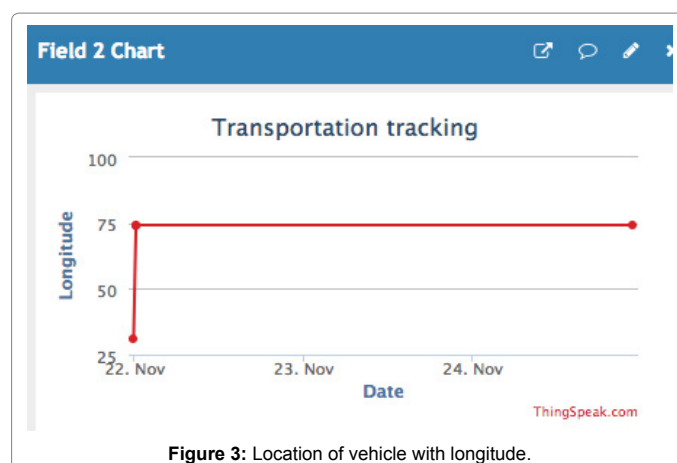 Field 2 Chart
Transportation tracking
100
75
50
25
Longitude
22. Nov 23. Nov 24. Nov
Date
ThingSpeak.com
Figure 3: Location of vehicle with longitude.